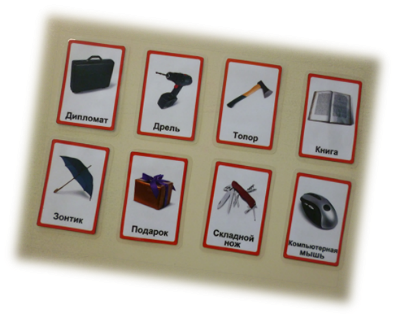 Дипломат
Дрель
Топор
Книга
Зонтик
Подарок
Складной
нож
Компьютерная
мышь